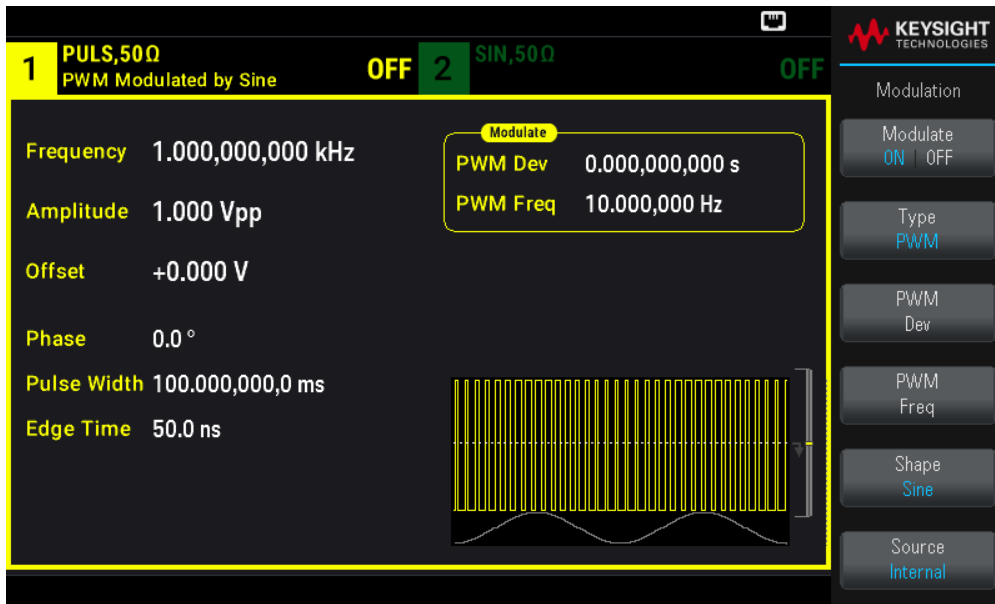 1
PULS,50Ω
PWM Modulated by Sine
OFF
2
SIN,50Ω
OFF
KEYSIGHT
TECHNOLOGIES
Modulation
Frequency 1.000,000,000 kHz
Amplitude 1.000 Vpp
Offset +0.000 V
Phase 0.0 °
Pulse Width 100.000,000,0 ms
Edge Time 50.0 ns
Modulate
PWM Dev 0.000,000,000 s
PWM Freq 10.000,000 Hz
Modulate
ON | OFF
Type
PWM
PWM
Dev
PWM
Freq
Shape
Sine
Source
Internal